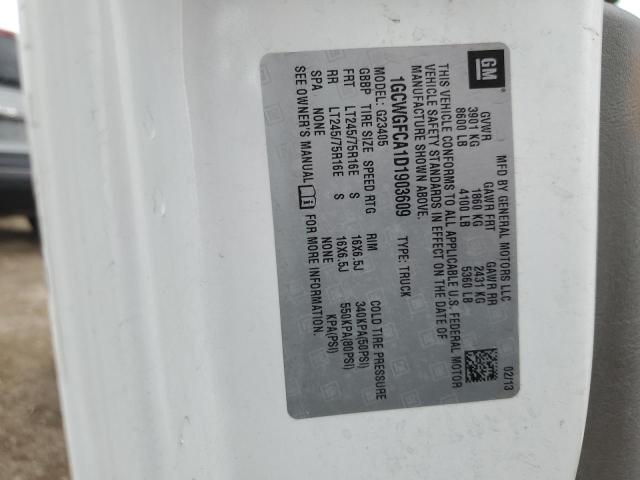 GM
MFD BY GENERAL MOTORS LLC 02/13
GVWR GAWR FRT GAWR RR
3901 KG 1860 KG 2431 KG
8600 LB 4100 LB 5360 LB
THIS VEHICLE CONFORMS TO ALL APPLICABLE U.S. FEDERAL MOTOR
VEHICLE SAFETY STANDARDS IN EFFECT ON THE DATE OF
MANUFACTURE SHOWN ABOVE.
1GCWGFCA1D1903609 TYPE: TRUCK
MODEL: G23405
GBBP TIRE SIZE SPEED RTG RIM COLD TIRE PRESSURE
FRT LT245/75R16E S 16X6.5J 340KPA(50PSI)
RR LT245/75R16E S 16X6.5J 550KPA(80PSI)
SPA NONE NONE KPA(PSI)
SEE OWNER'S MANUAL FOR MORE INFORMATION.